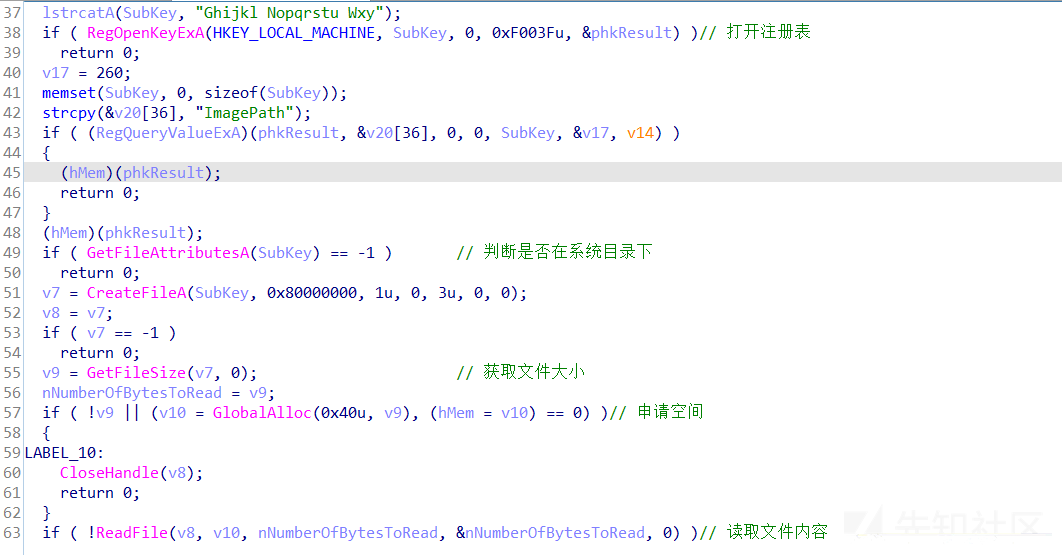 37 lstrcatA(SubKey, "Ghijkl Nopqrstu Wxy");
38 if ( RegOpenKeyExA(HKEY_LOCAL_MACHINE, SubKey, 0, 0xF003Fu, &phkResult) )// 打开注册表
39 return 0;
40 v17 = 260;
41 memset(SubKey, 0, sizeof(SubKey));
42 strcpy(&v20[36], "ImagePath");
43 if ( (RegQueryValueExA)(phkResult, &v20[36], 0, 0, SubKey, &v17, v14) )
44 {
45 (hMem)(phkResult);
46 return 0;
47 }
48 (hMem)(phkResult);
49 if ( GetFileAttributesA(SubKey) == -1 ) // 判断是否在系统目录下
50 return 0;
51 v7 = CreateFileA(SubKey, 0x80000000, 1u, 0, 3u, 0, 0);
52 v8 = v7;
53 if ( v7 == -1 )
54 return 0;
55 v9 = GetFileSize(v7, 0); // 获取文件大小
56 nNumberOfBytesToRead = v9;
57 if ( !v9 || (v10 = GlobalAlloc(0x40u, v9), (hMem = v10) == 0) )// 申请空间
58 {
59 LABEL_10:
60 CloseHandle(v8);
61 return 0;
62 }
63 if ( !ReadFile(v8, v10, nNumberOfBytesToRead, &nNumberOfBytesToRead, 0) )// 读取文件内容
先知社区